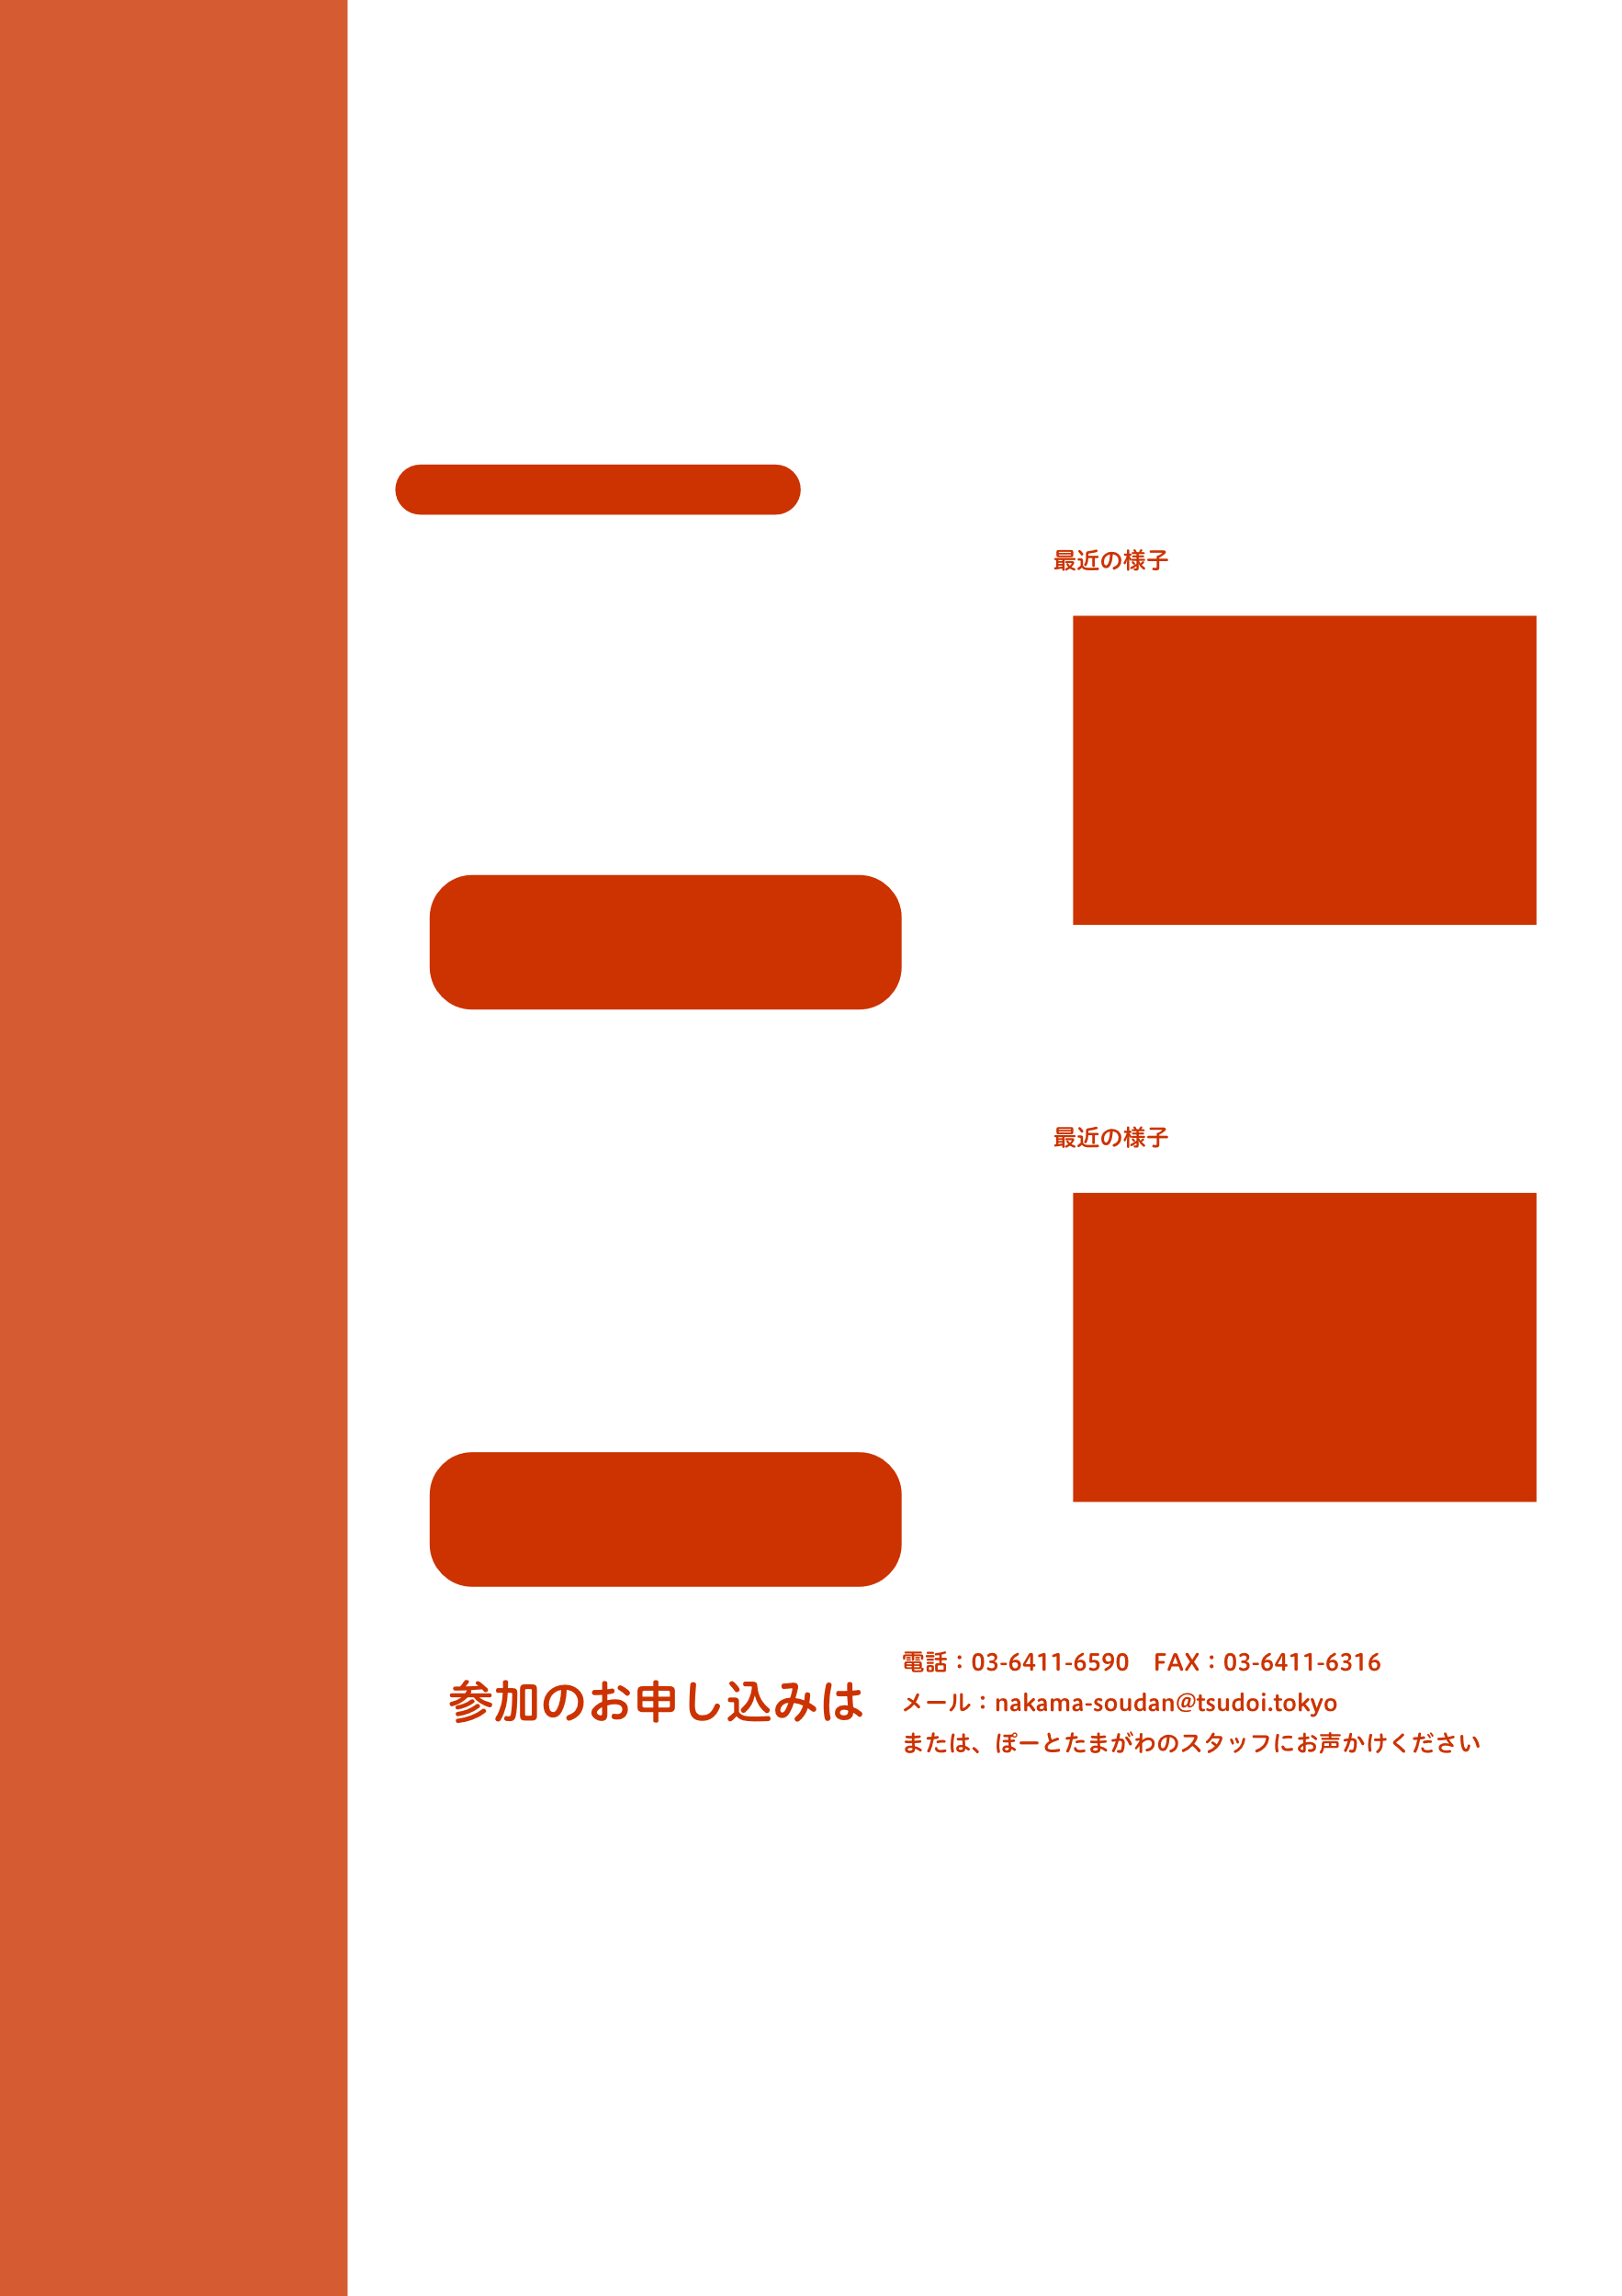 最近の様子
最近の様子
参加のお申し込みは
電話：03-6411-6590　FAX：03-6411-6316
メール：nakama-soudan@tsudoi.tokyo
または、ぽーとたまがわのスタッフにお声かけください